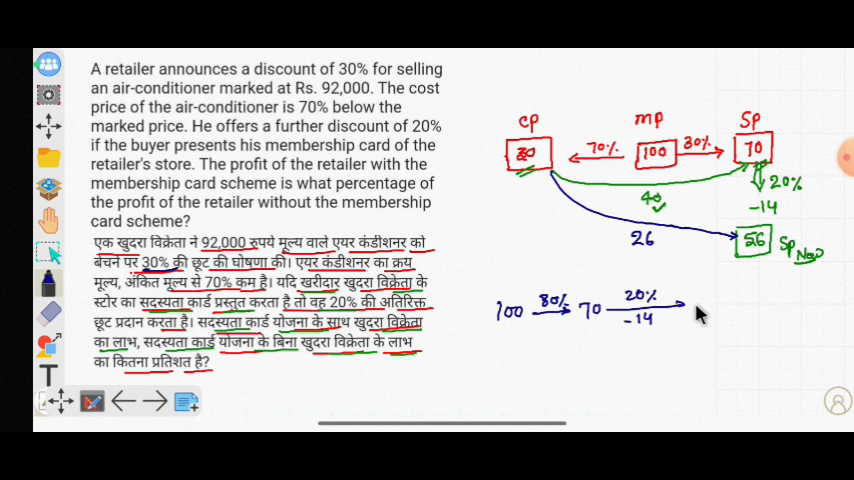 A retailer announces a discount of 30% for selling
an air-conditioner marked at Rs. 92,000. The cost
price of the air-conditioner is 70% below the
marked price. He offers a further discount of 20%
if the buyer presents his membership card of the
retailer's store. The profit of the retailer with the
membership card scheme is what percentage of
the profit of the retailer without the membership
card scheme?
एक खुदरा विक्रेता ने 92,000 रुपये मूल्य वाले एयर कंडीशनर को
बेचने पर 30% की छूट की घोषणा की। एयर कंडीशनर का क्रय
मूल्य, अंकित मूल्य से 70% कम है। यदि खरीदार खुदरा विक्रेता के
स्टोर का सदस्यता कार्ड प्रस्तुत करता है तो वह 20% की अतिरिक्त
छूट प्रदान करता है। सदस्यता कार्ड योजना के साथ खुदरा विक्रेता
का लाभ, सदस्यता कार्ड योजना के बिना खुदरा विक्रेता के लाभ
का कितना प्रतिशत है?
T
CP MP SP
30 70% 100 30% 70
20%
40 -14
26 56 SP New
100 30% 70 20%
-14